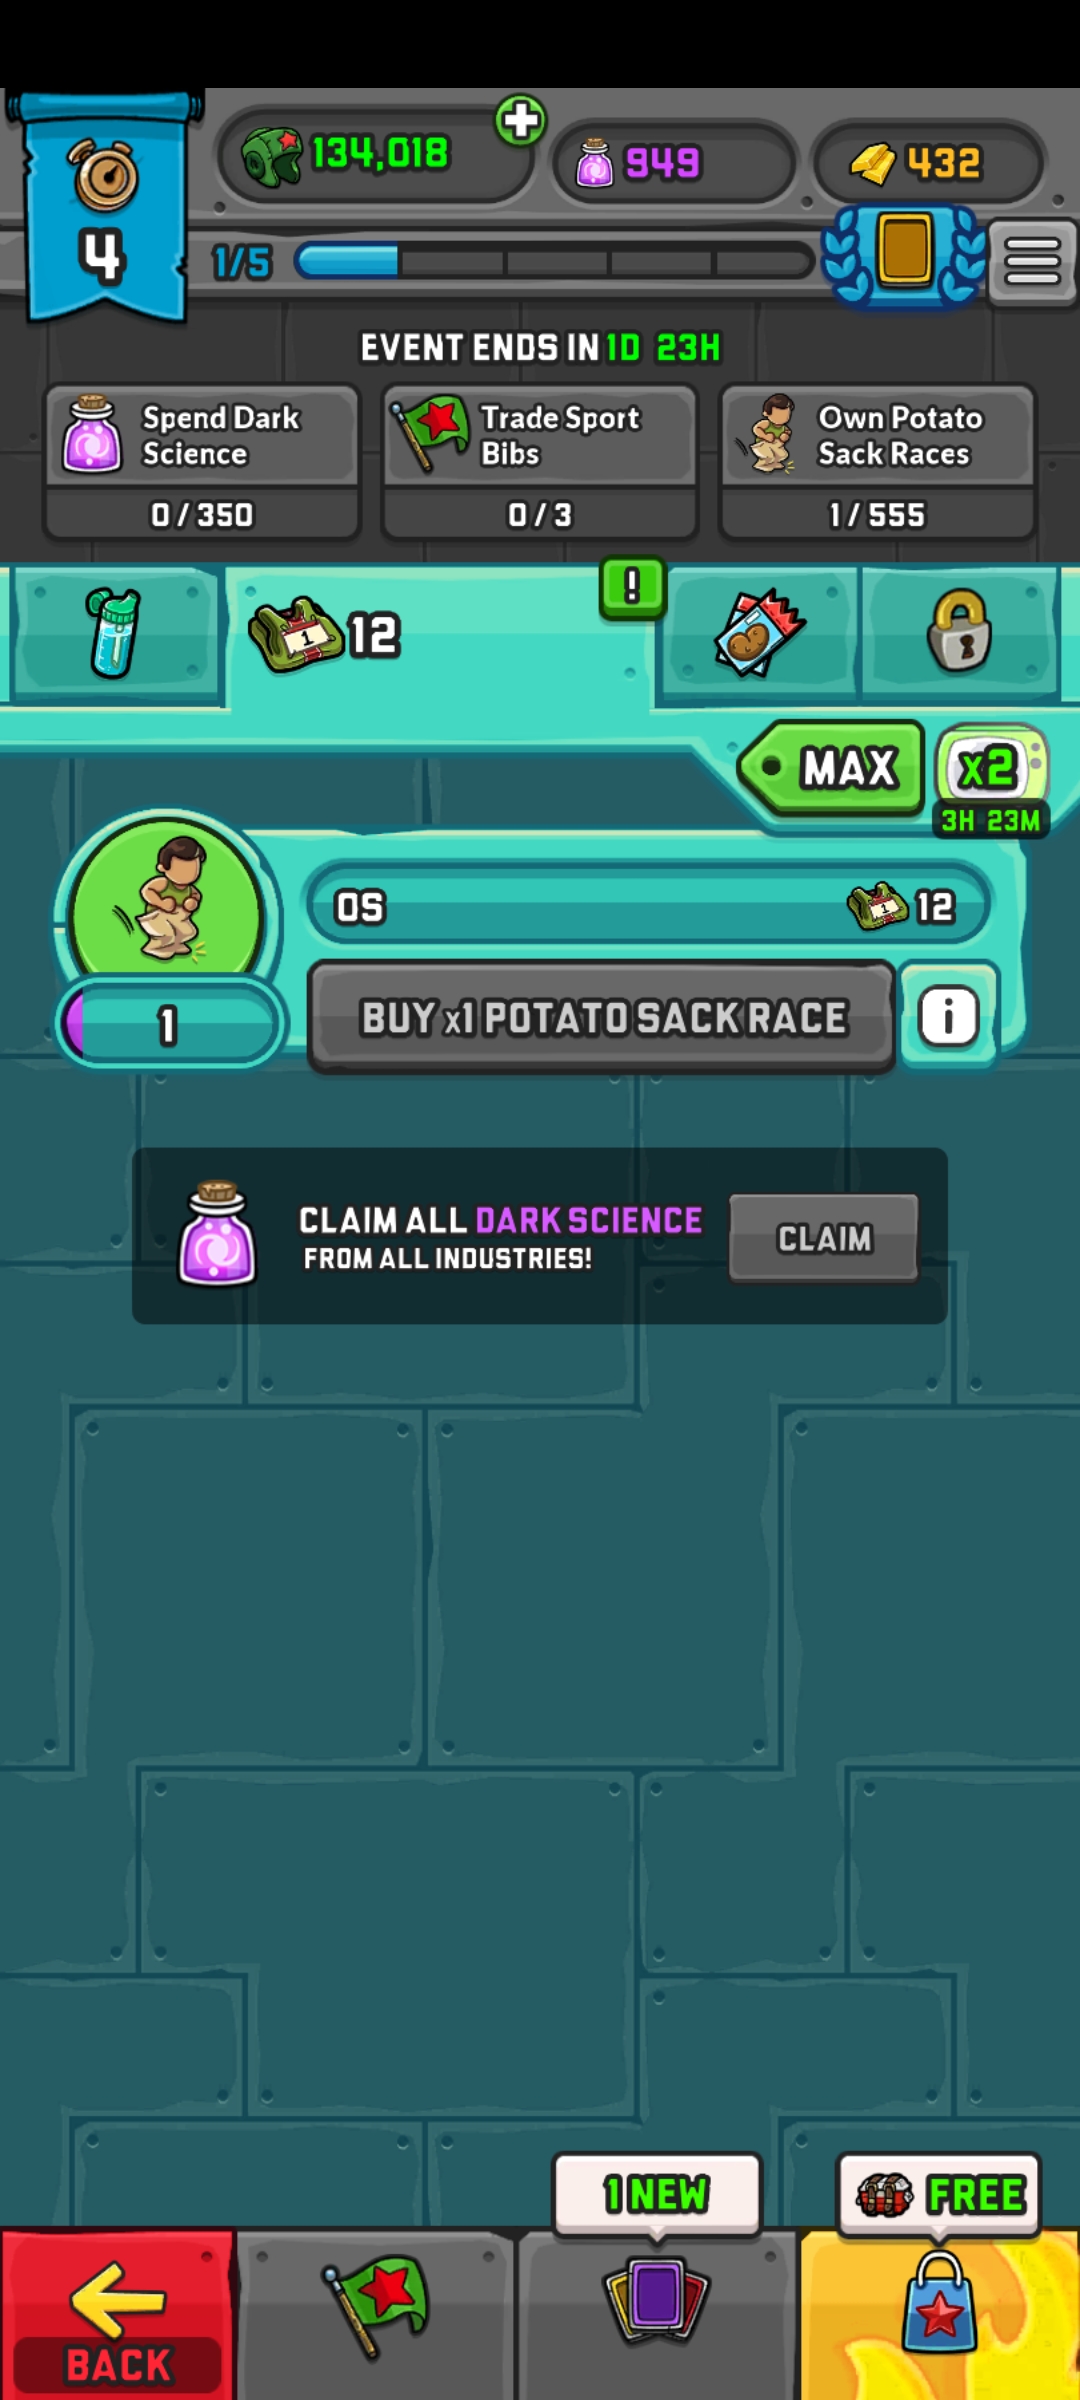 134,018
949
432
4
1/5
EVENT ENDS IN 1D 23H
Spend Dark
Science
0 / 350
Trade Sport
Bibs
0 / 3
Own Potato
Sack Races
1 / 555
1
12
!
MAX
x2
3H 23M
0S
1
12
1
BUY x1 POTATO SACK RACE
i
CLAIM ALL DARK SCIENCE
FROM ALL INDUSTRIES!
CLAIM
1 NEW
FREE
BACK